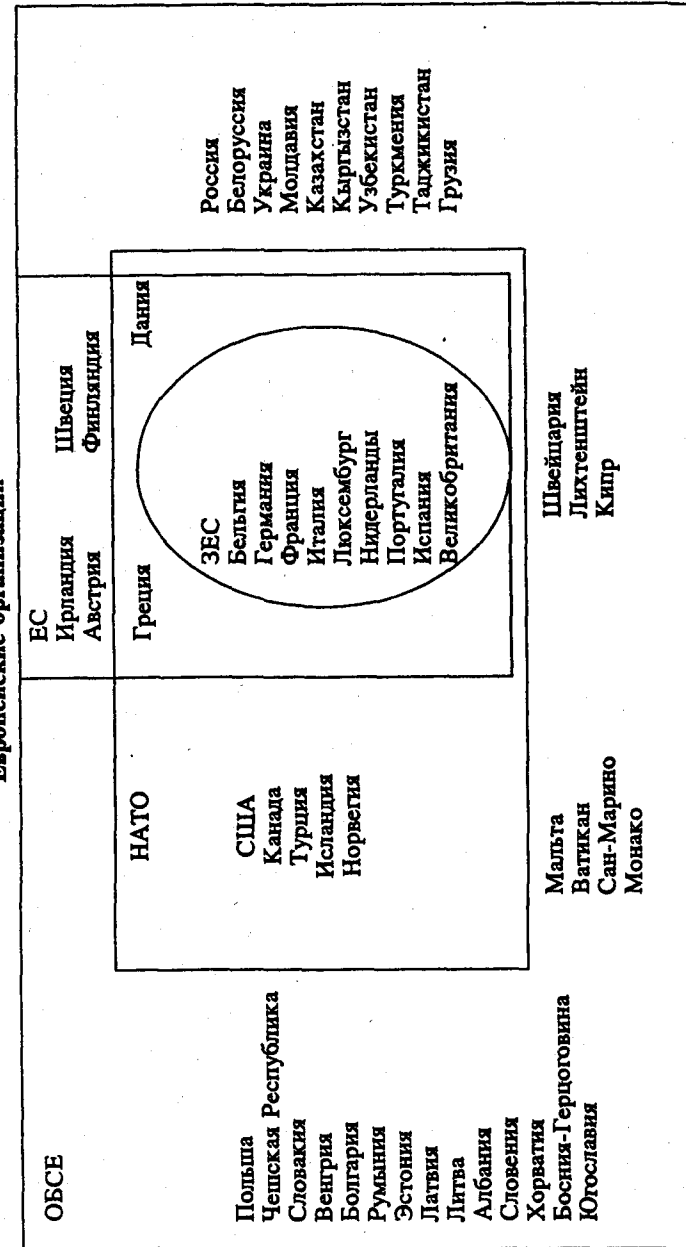 Европейские организации
ОБСЕ
Польша
Чешская Республика
Словакия
Венгрия
Болгария
Румыния
Эстония
Латвия
Литва
Албания
Словения
Хорватия
Босния-Герцоговина
Югославия
НАТО
США
Канада
Турция
Исландия
Норвегия
Мальта
Ватикан
Сан-Марино
Монако
ЕС
Ирландия
Австрия
Швеция
Финляндия
Греция
Дания
ЗЕС
Бельгия
Германия
Франция
Италия
Люксембург
Нидерланды
Португалия
Испания
Великобритания
Швейцария
Лихтенштейн
Кипр
Россия
Белоруссия
Украина
Молдавия
Казахстан
Кыргызстан
Узбекистан
Туркмения
Таджикистан
Грузия